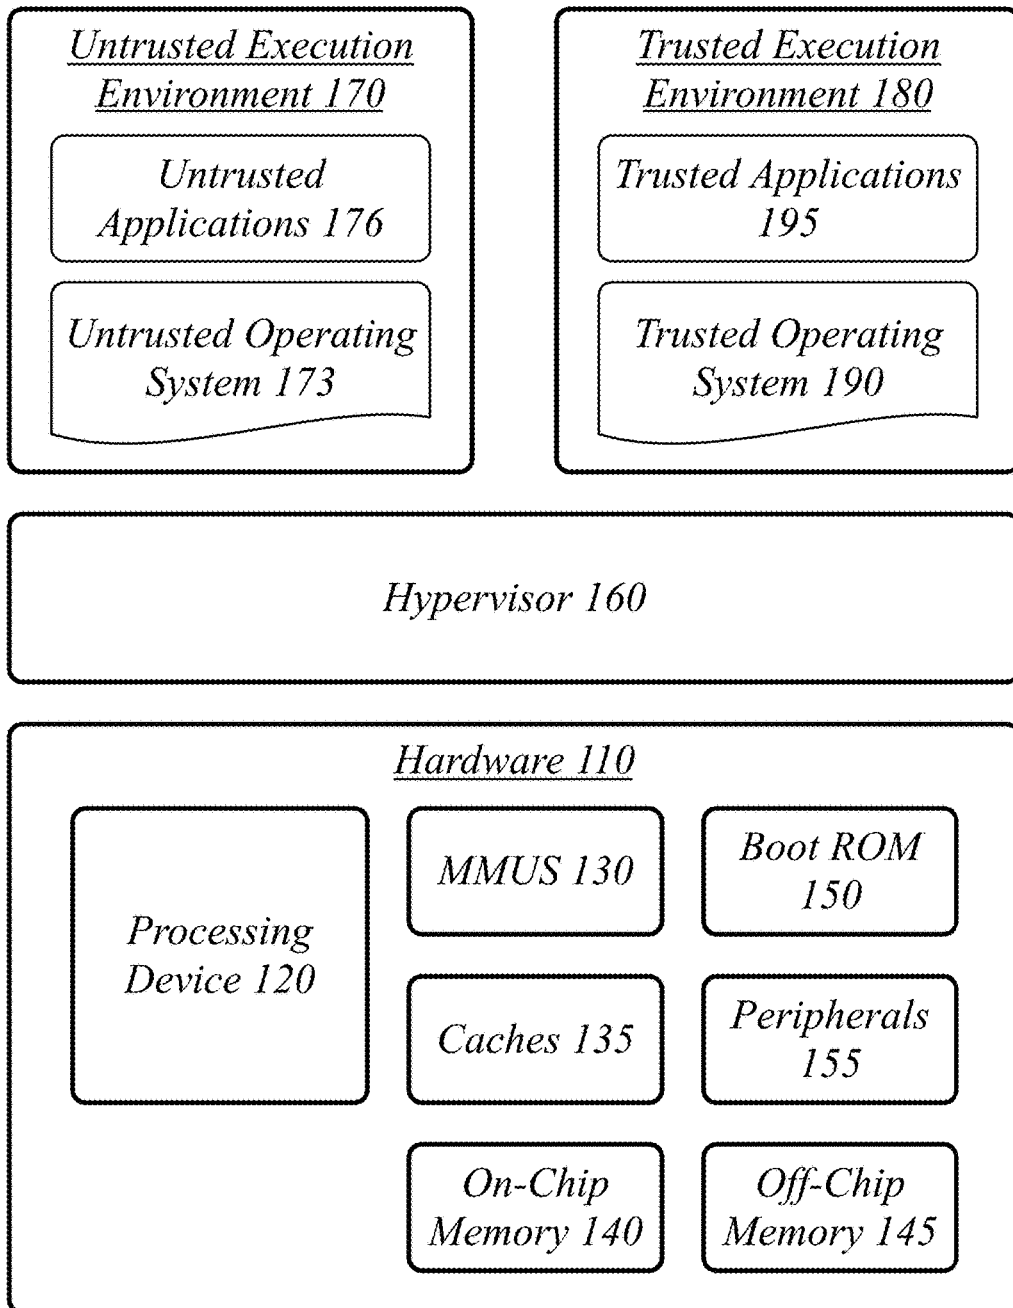 Untrusted Execution
Environment 170
Untrusted
Applications 176
Untrusted Operating
System 173
Trusted Execution
Environment 180
Trusted Applications
195
Trusted Operating
System 190
Hypervisor 160
Hardware 110
Processing
Device 120
MMUS 130
Boot ROM
150
Caches 135
Peripherals
155
On-Chip
Memory 140
Off-Chip
Memory 145